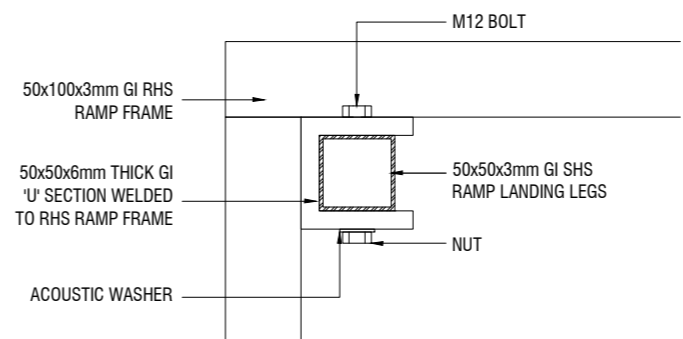 M12 BOLT
50x100x3mm GI RHS
RAMP FRAME
50x50x6mm THICK GI
'U' SECTION WELDED
TO RHS RAMP FRAME
50x50x3mm GI SHS
RAMP LANDING LEGS
NUT
ACOUSTIC WASHER